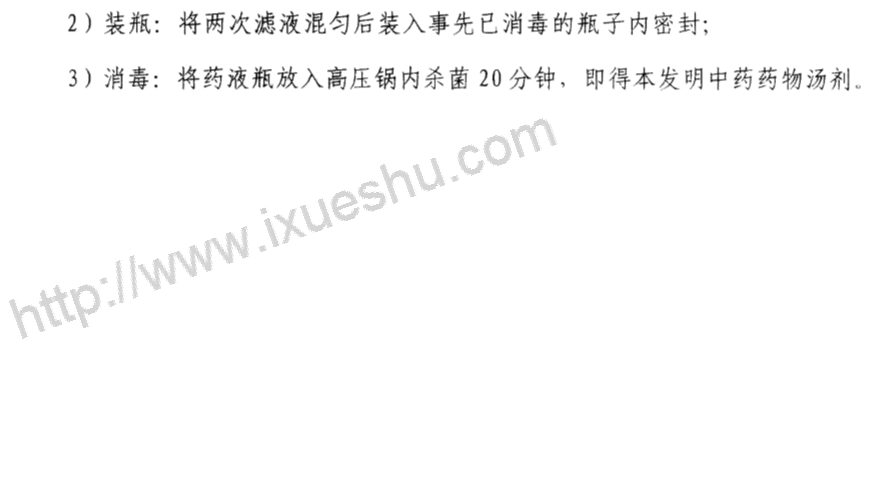 2）装瓶：将两次滤液混匀后装入事先已消毒的瓶子内密封；
3）消毒：将药液瓶放入高压锅内杀菌 20 分钟，即得本发明中药药物汤剂。
http://www.ixueshu.com